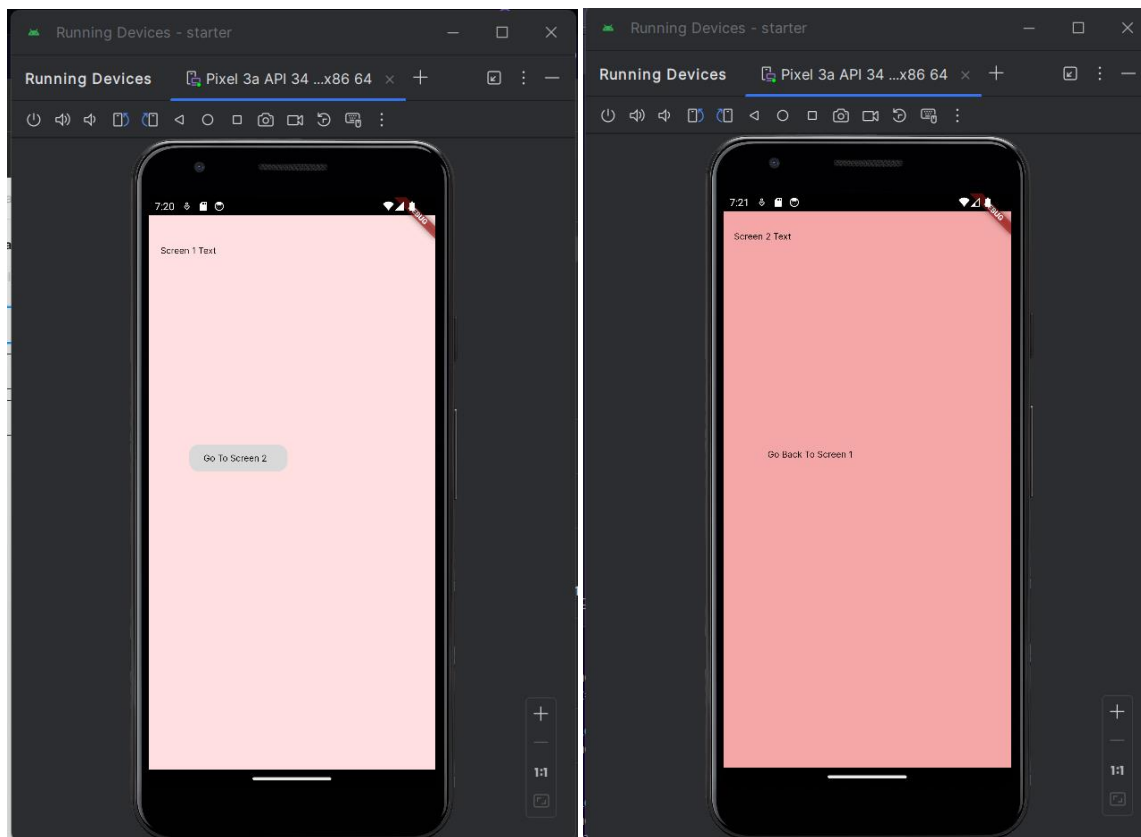 Running Devices - starter
Running Devices
Pixel 3a API 34 ...x86 64
7:20
DEBUG
Screen 1 Text
Go To Screen 2
1:1
Running Devices - starter
Running Devices
Pixel 3a API 34 ...x86 64
7:21
DEBUG
Screen 2 Text
Go Back To Screen 1
1:1